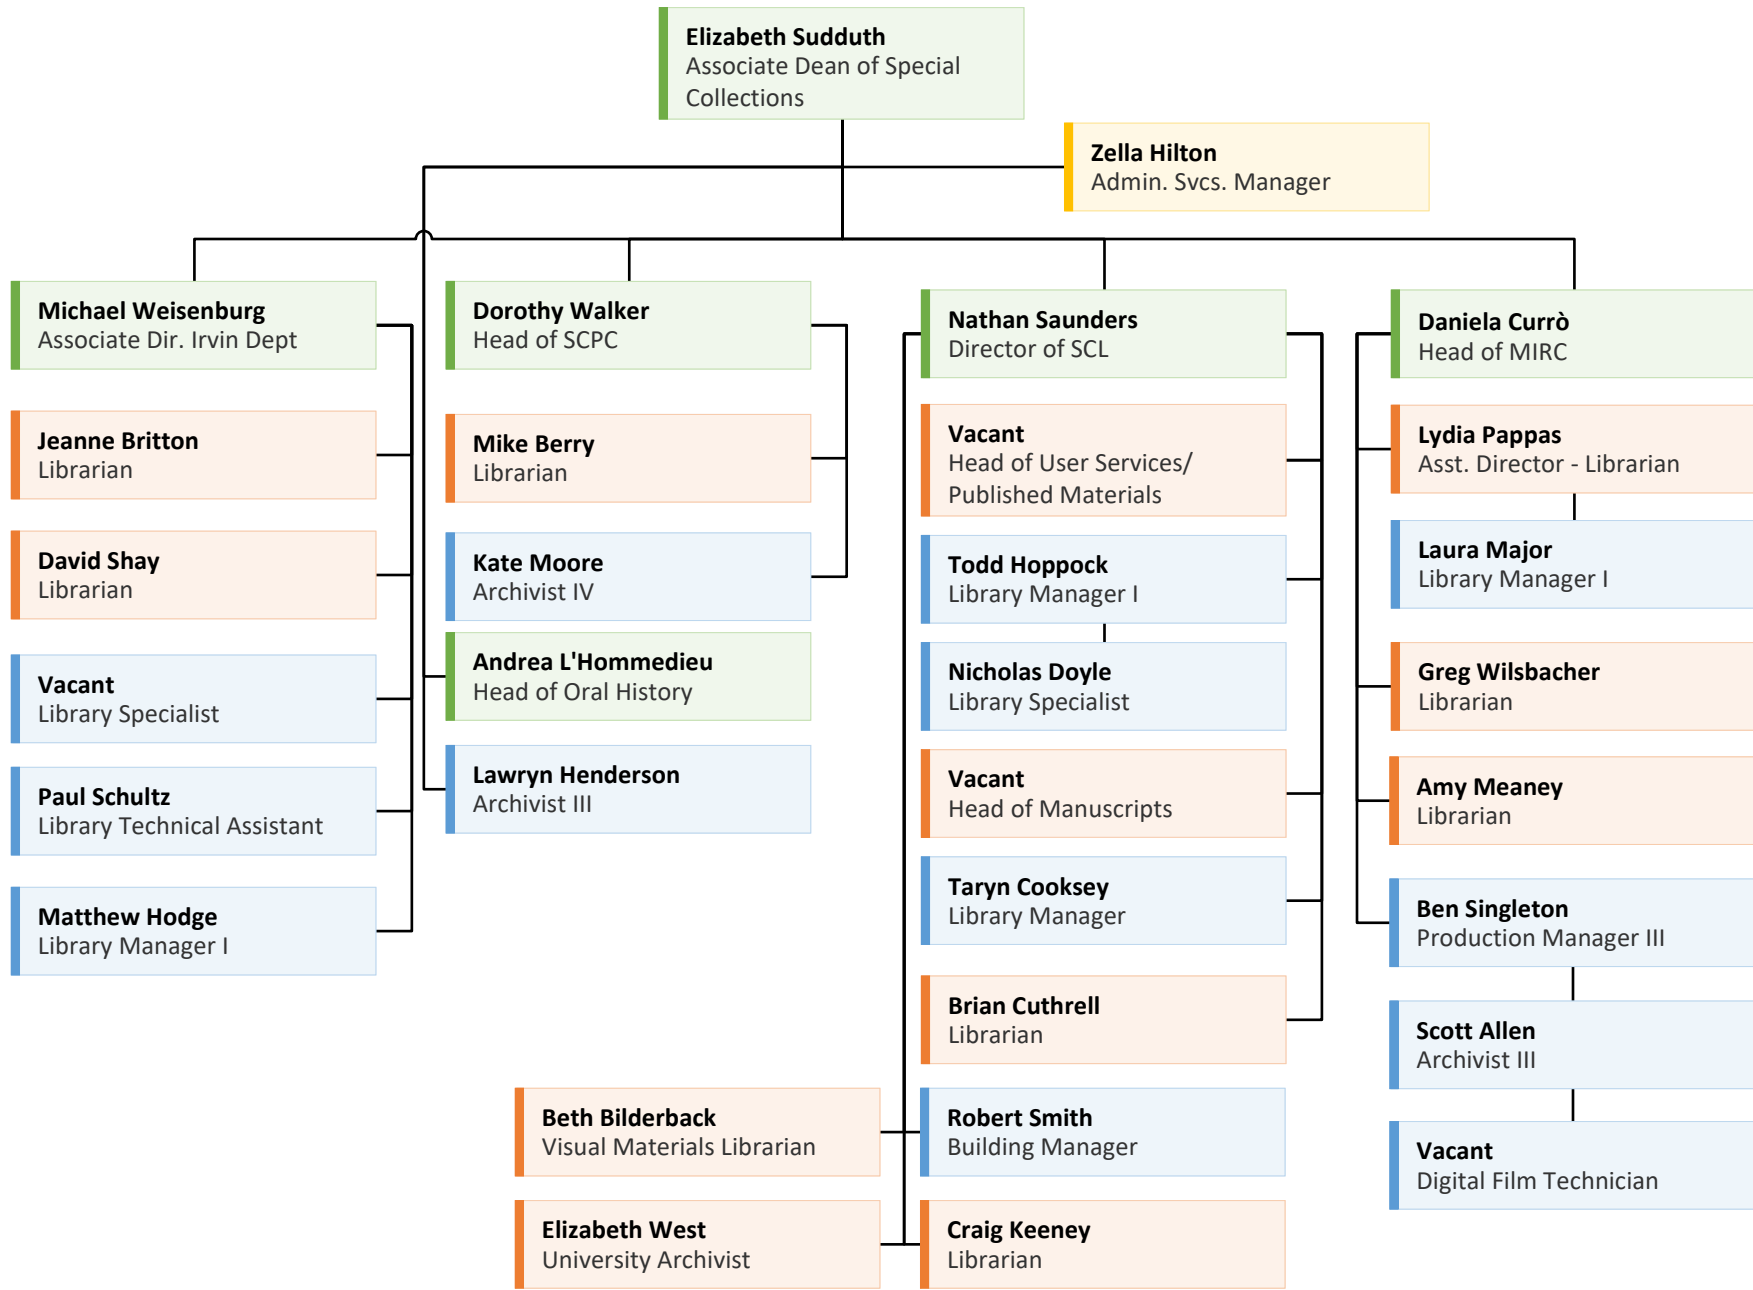 Elizabeth Sudduth
Associate Dean of Special
Collections
Zella Hilton
Admin. Svcs. Manager
Michael Weisenburg
Associate Dir. Irvin Dept
Jeanne Britton
Librarian
David Shay
Librarian
Vacant
Library Specialist
Paul Schultz
Library Technical Assistant
Matthew Hodge
Library Manager I
Dorothy Walker
Head of SCPC
Mike Berry
Librarian
Kate Moore
Archivist IV
Andrea L'Hommedieu
Head of Oral History
Lawryn Henderson
Archivist III
Nathan Saunders
Director of SCL
Vacant
Head of User Services/
Published Materials
Todd Hoppock
Library Manager I
Nicholas Doyle
Library Specialist
Vacant
Head of Manuscripts
Taryn Cooksey
Library Manager
Brian Cuthrell
Librarian
Beth Bilderback
Visual Materials Librarian
Robert Smith
Building Manager
Elizabeth West
University Archivist
Craig Keeney
Librarian
Daniela Currò
Head of MIRC
Lydia Pappas
Asst. Director - Librarian
Laura Major
Library Manager I
Greg Wilsbacher
Librarian
Amy Meaney
Librarian
Ben Singleton
Production Manager III
Scott Allen
Archivist III
Vacant
Digital Film Technician